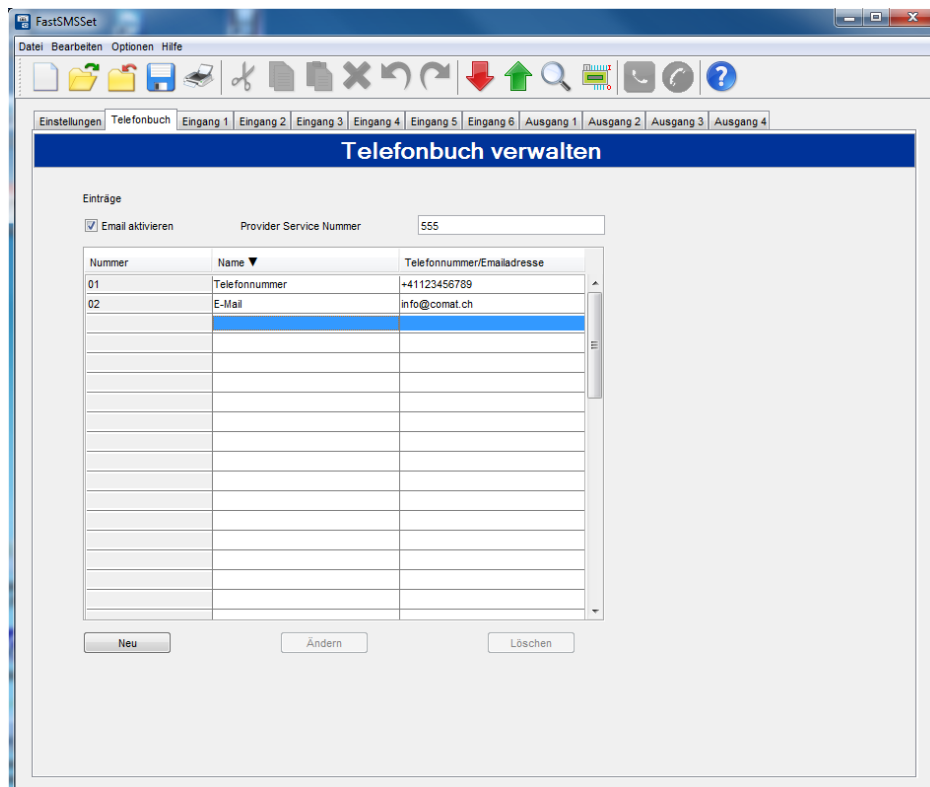 FastSMSSet
Datei Bearbeiten Optionen Hilfe
Einstellungen Telefonbuch Eingang 1 Eingang 2 Eingang 3 Eingang 4 Eingang 5 Eingang 6 Ausgang 1 Ausgang 2 Ausgang 3 Ausgang 4
Telefonbuch verwalten
Einträge
Email aktivieren Provider Service Nummer 555
Nummer Name ▼ Telefonnummer/Emailadresse
01 Telefonnummer +41123456789
02 E-Mail info@comat.ch
Neu Ändern Löschen